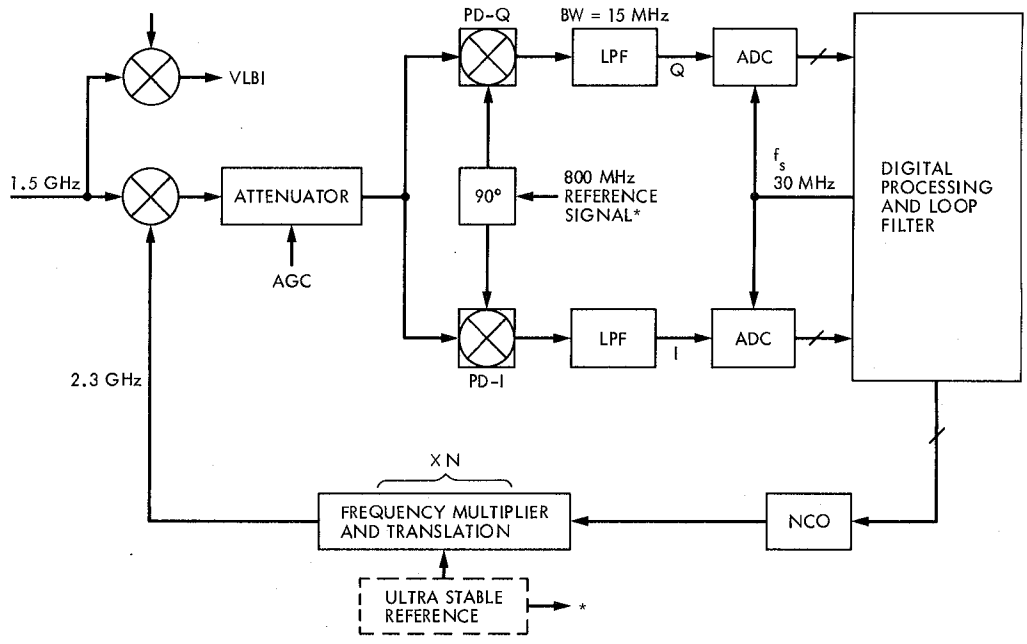 PD-Q
BW = 15 MHz
LPF
Q
ADC
VLBI
1.5 GHz
ATTENUATOR
AGC
90°
800 MHz
REFERENCE
SIGNAL*
fs
30 MHz
DIGITAL
PROCESSING
AND LOOP
FILTER
LPF
I
ADC
PD-I
2.3 GHz
XN
FREQUENCY MULTIPLIER
AND TRANSLATION
NCO
ULTRA STABLE
REFERENCE
*